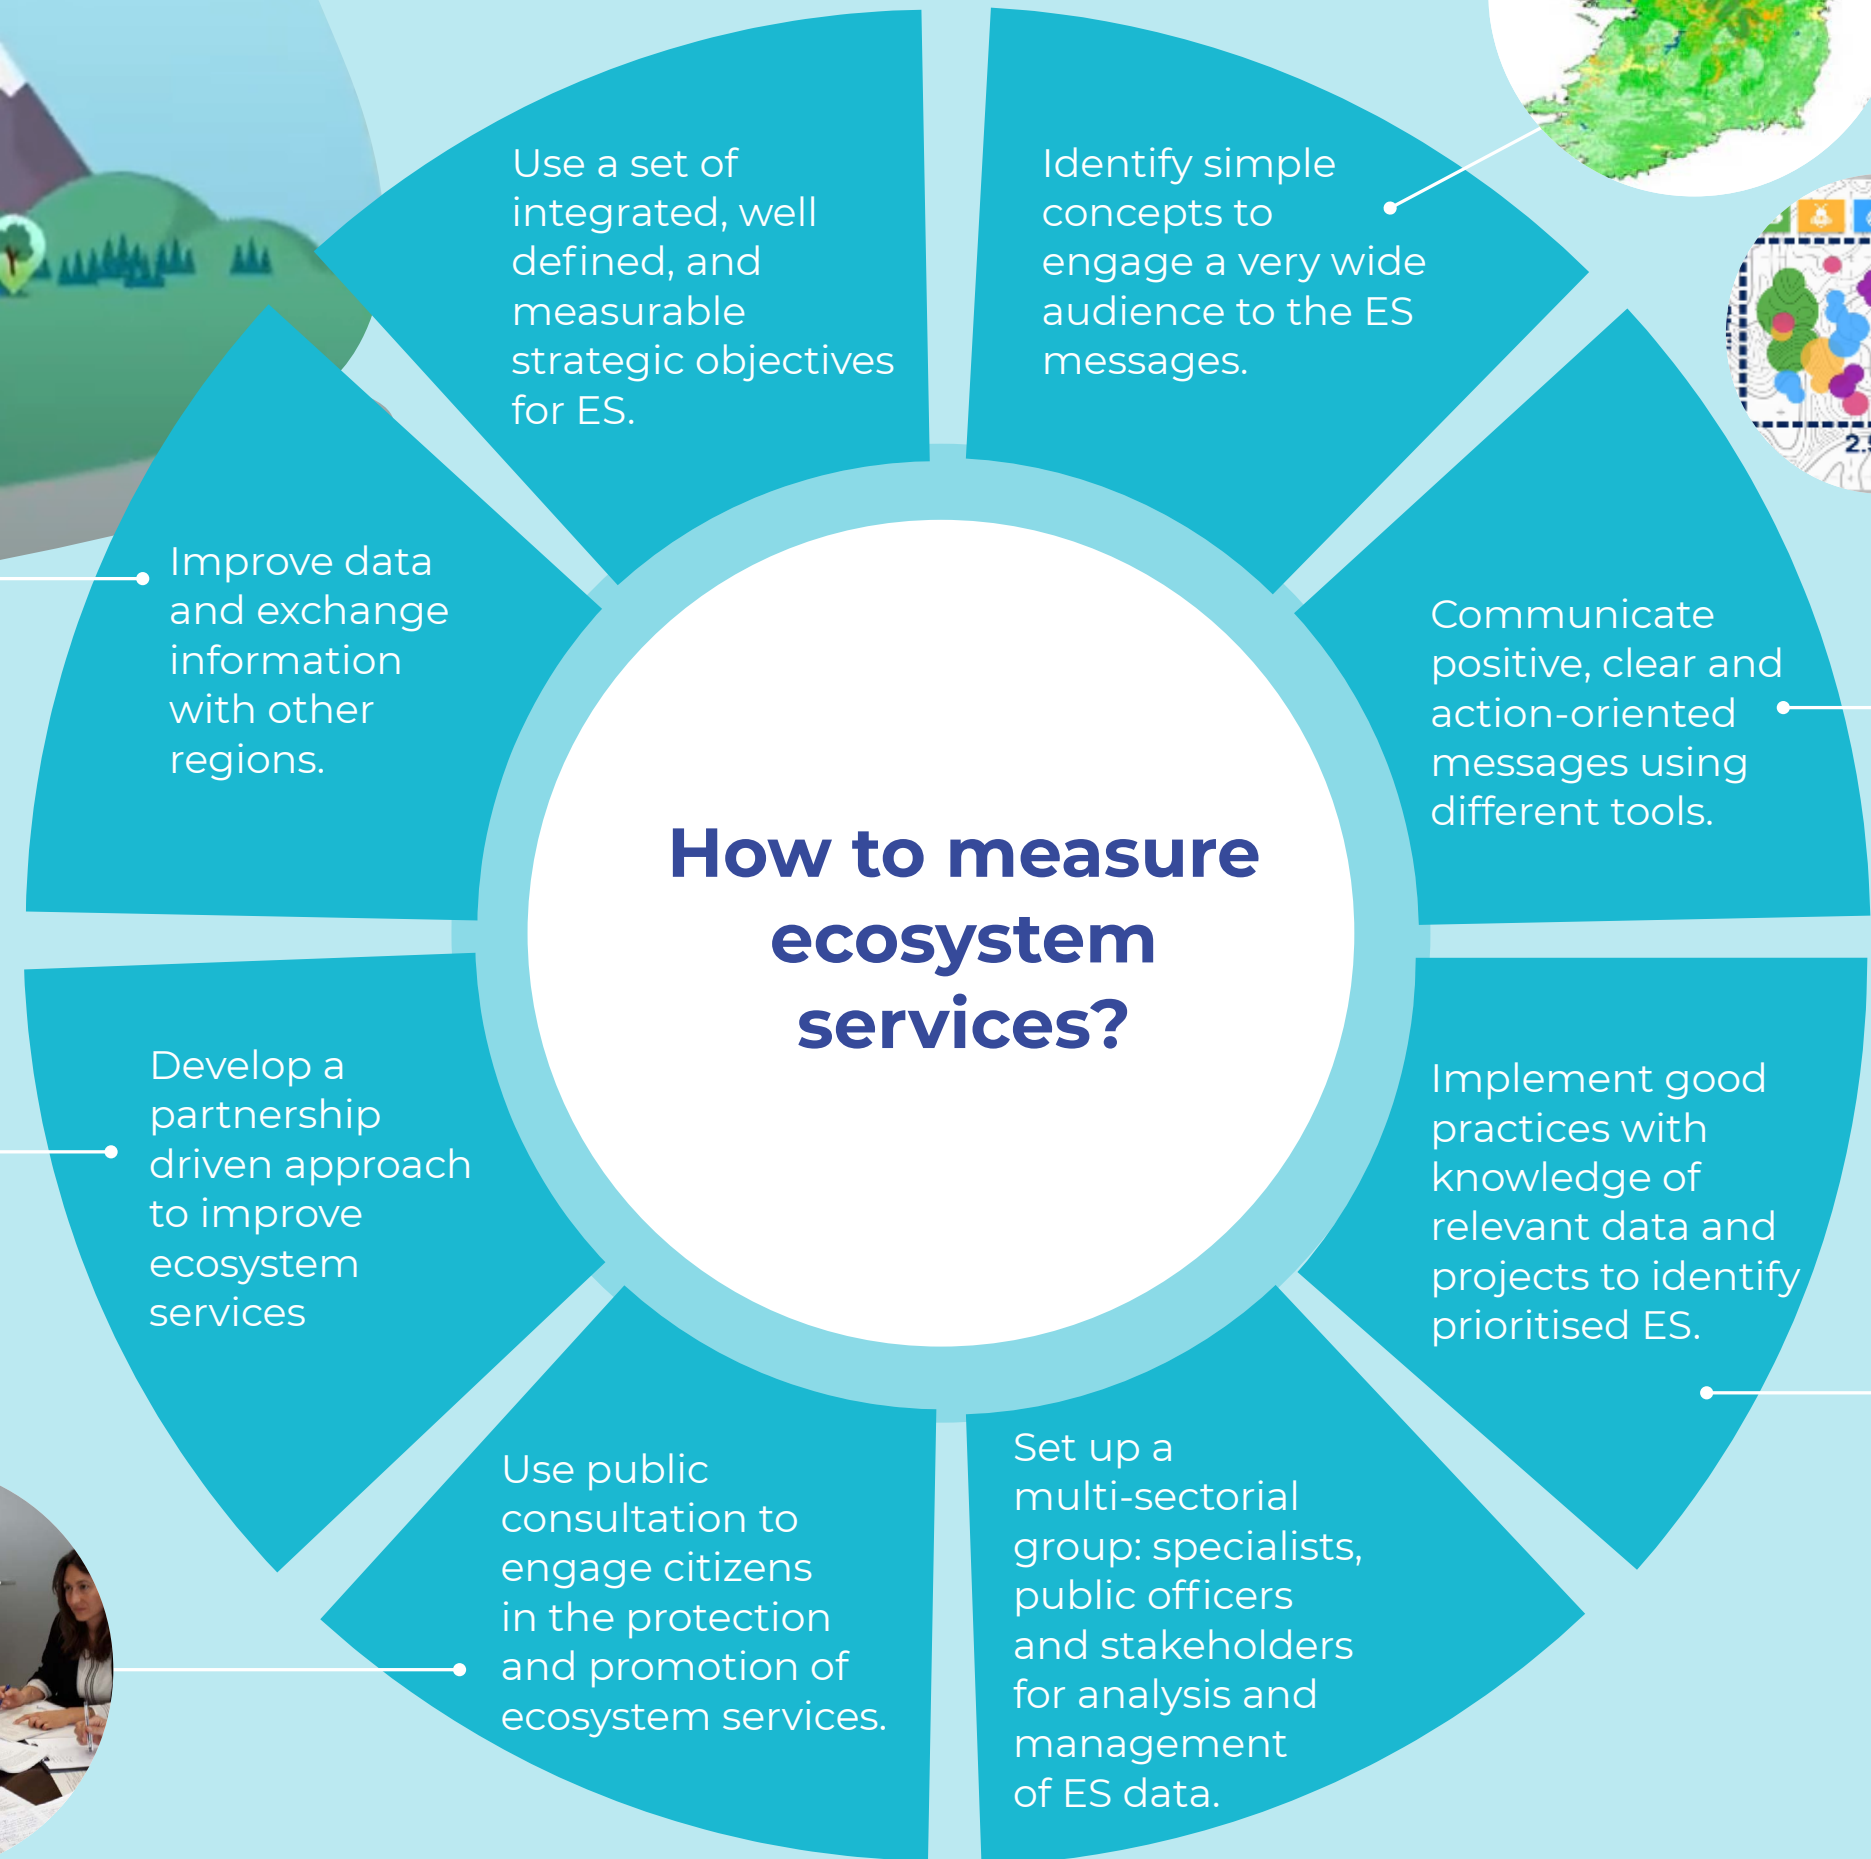 Use a set of
integrated, well
defined, and
measurable
strategic objectives
for ES.
Identify simple
concepts to
engage a very wide
audience to the ES
messages.
Communicate
positive, clear and
action-oriented
messages using
different tools.
Implement good
practices with
knowledge of
relevant data and
projects to identify
prioritised ES.
Set up a
multi-sectorial
group: specialists,
public officers
and stakeholders
for analysis and
management
of ES data.
Use public
consultation to
engage citizens
in the protection
and promotion of
ecosystem services.
Develop a
partnership
driven approach
to improve
ecosystem
services
Improve data
and exchange
information
with other
regions.
How to measure
ecosystem
services?